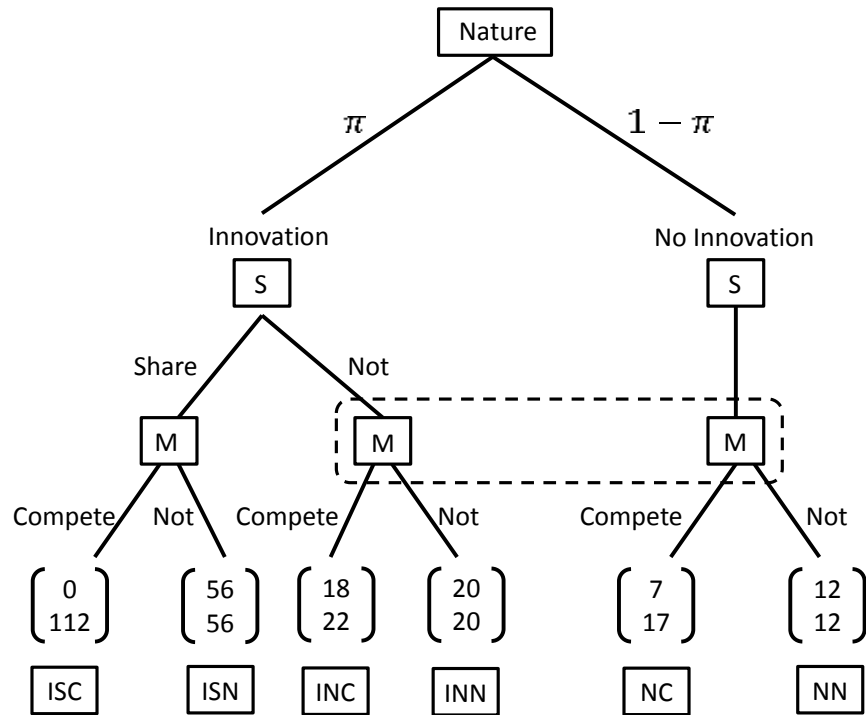 Nature
π 1 − π
Innovation No Innovation
S S
Share Not
M M M
Compete Not Compete Not Compete Not
0 56 18 20 7 12
112 56 22 20 17 12
ISC ISN INC INN NC NN